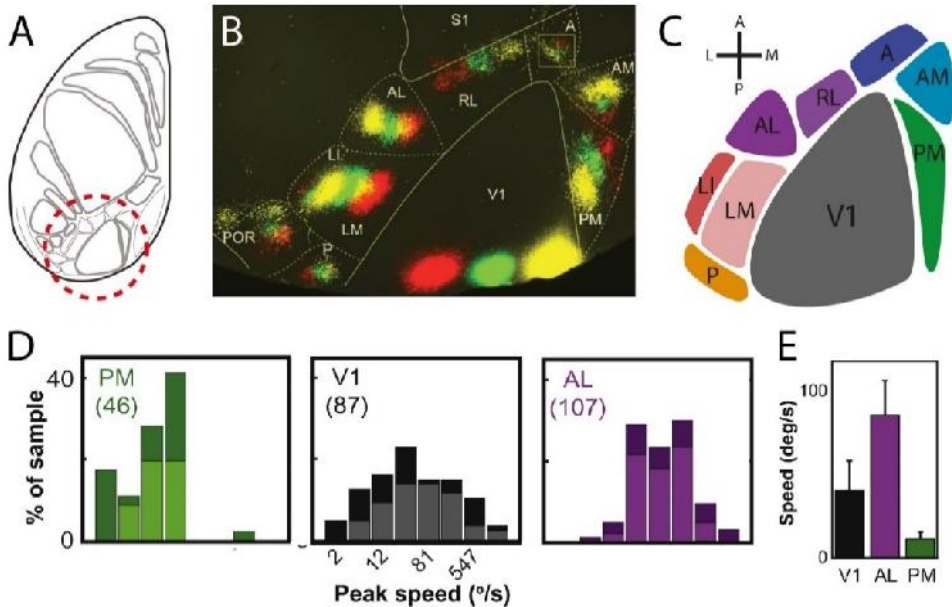 A
B
S1
A
AM
AL
RL
LI
V1
LM
PM
POR
P
C
A
L M
P
A
AM
RL
AL
PM
LI
LM
V1
P
D
% of sample
40
0
PM
(46)
V1
(87)
AL
(107)
2 12 81 547
Peak speed (°/s)
E
Speed (deg/s)
100
0
V1 AL PM